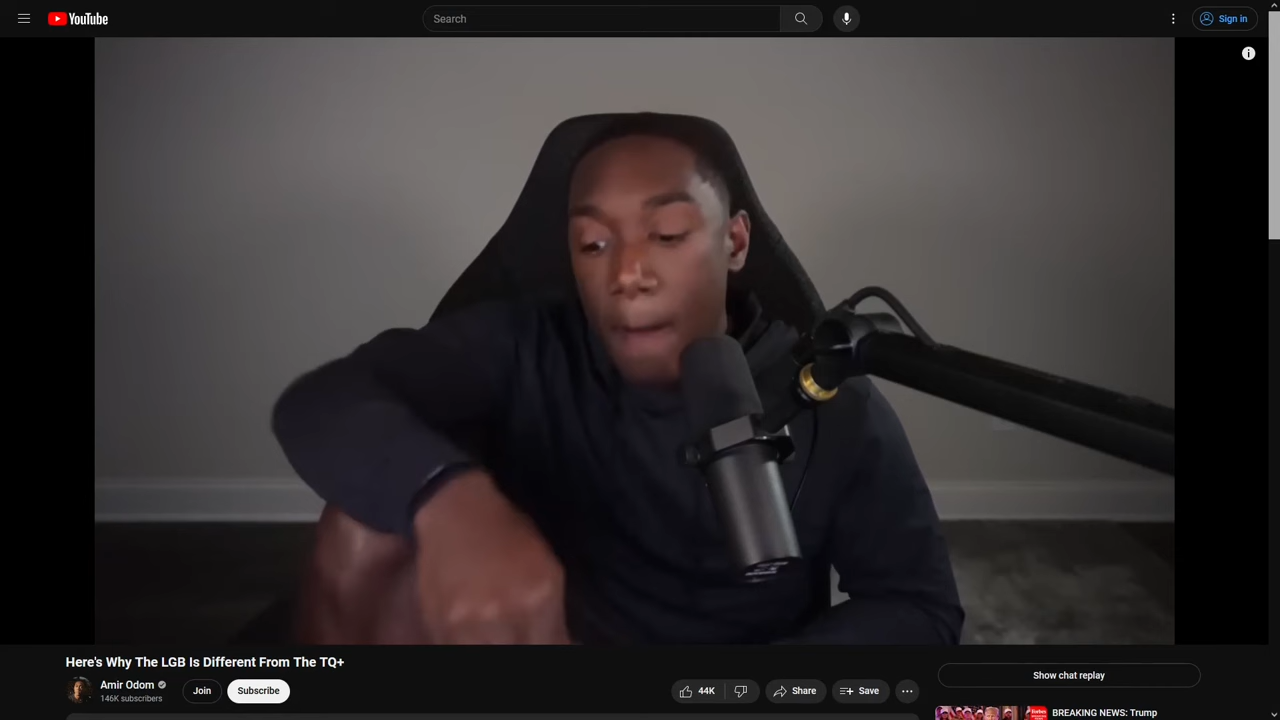 YouTube
Search
Sign in
Here's Why The LGB Is Different From The TQ+
Amir Odom
146K subscribers
Join
Subscribe
44K
Share
Save
Show chat replay
BREAKING NEWS: Trump
Forbes